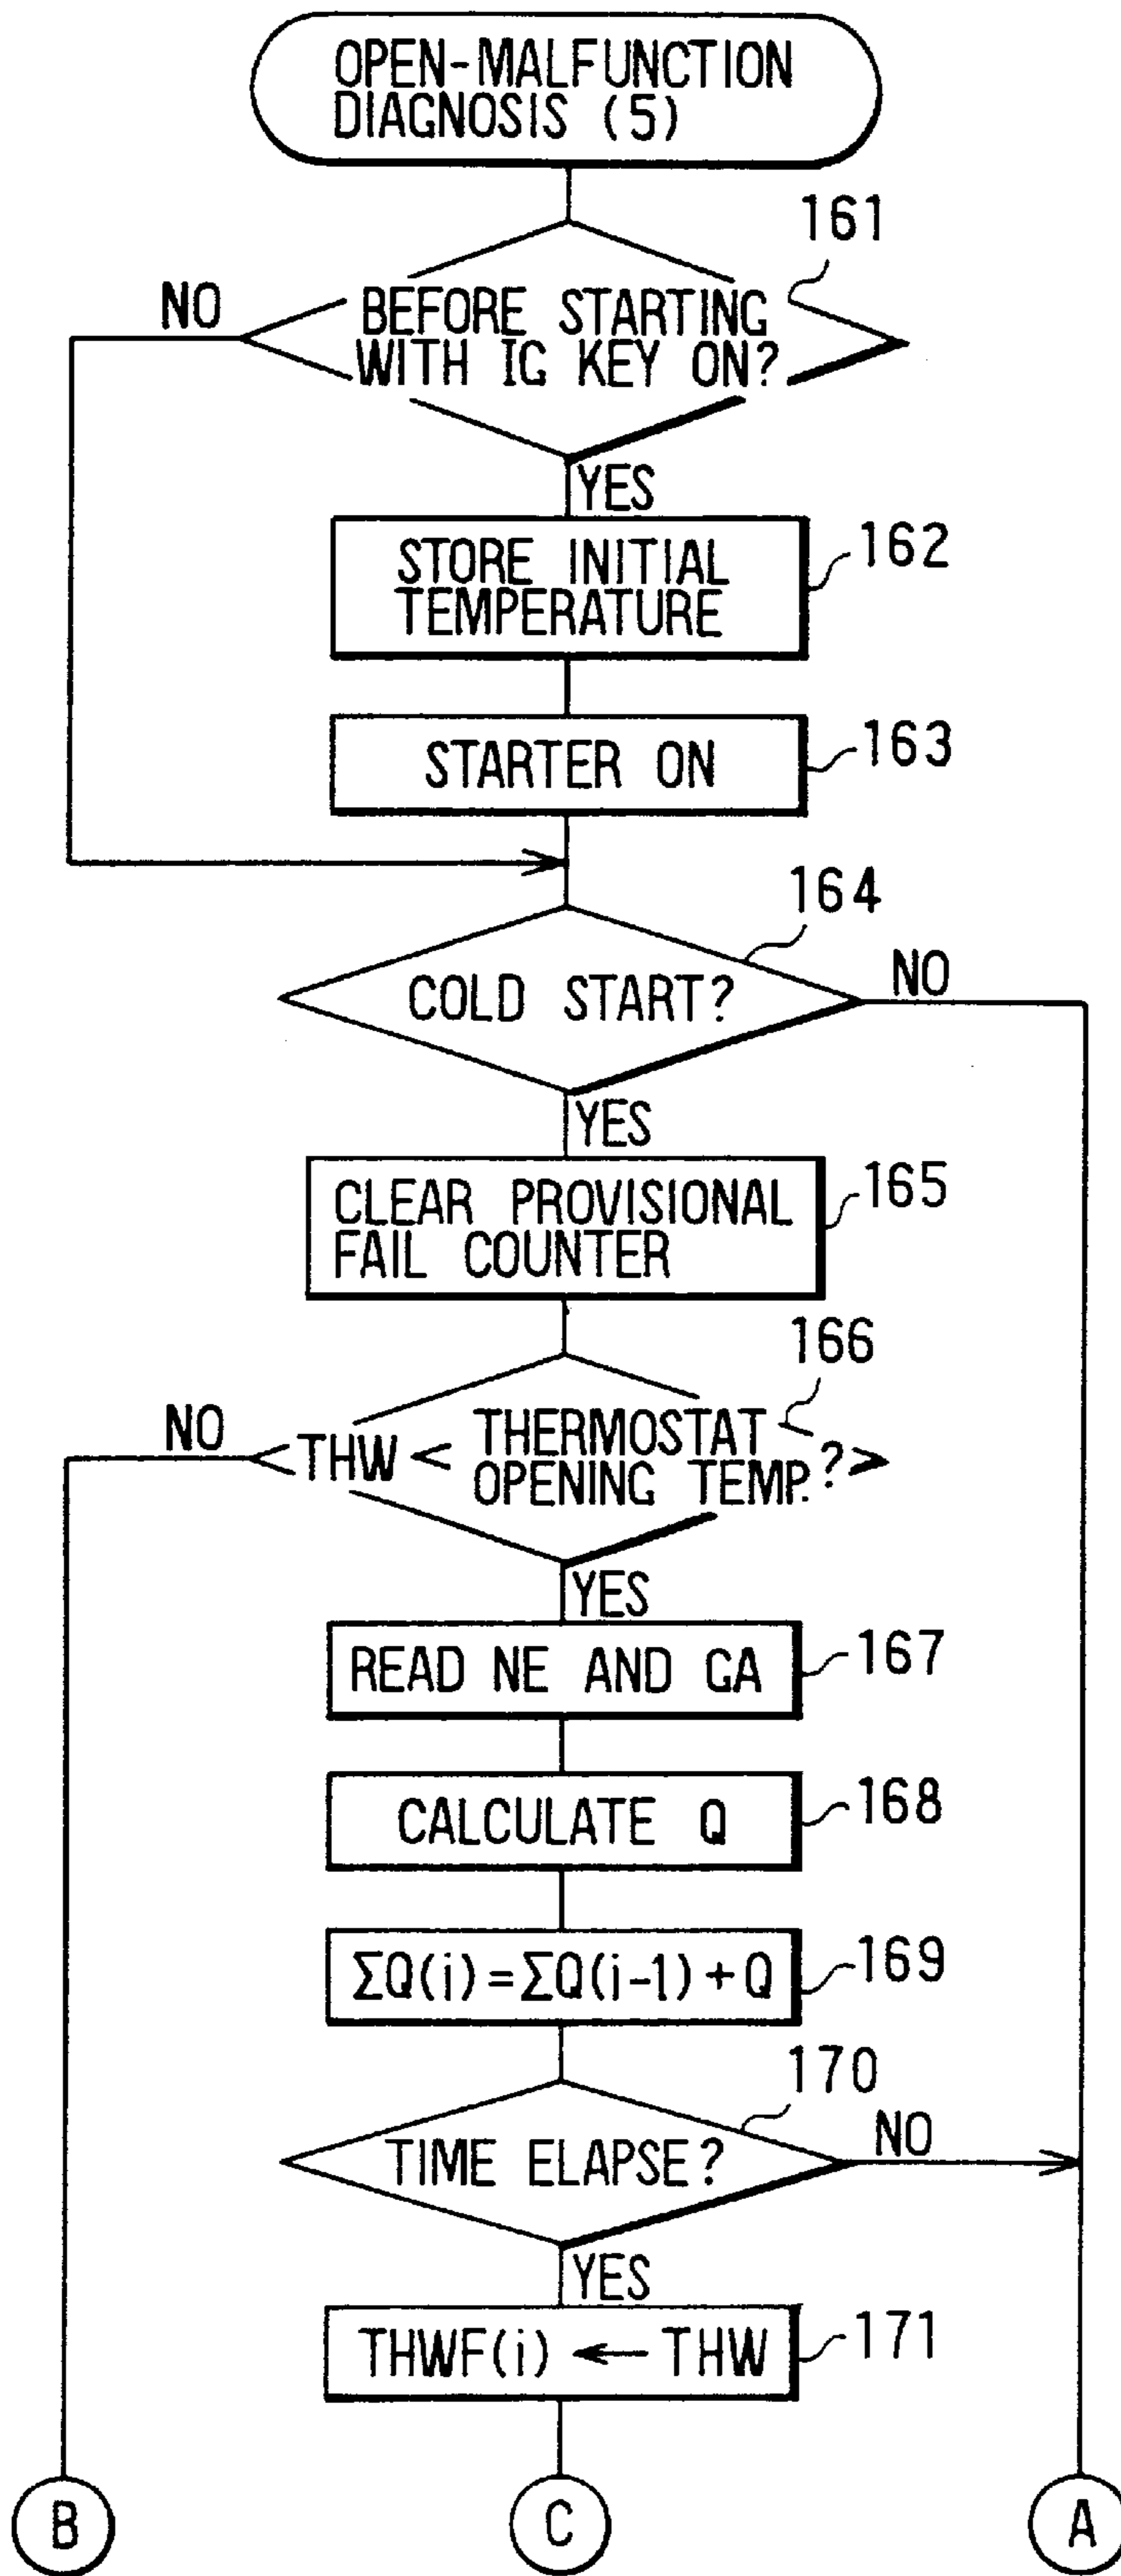 OPEN-MALFUNCTION
DIAGNOSIS (5)
161
NO
BEFORE STARTING
WITH IG KEY ON?
YES
STORE INITIAL
TEMPERATURE
162
STARTER ON
163
164
COLD START?
NO
YES
CLEAR PROVISIONAL
FAIL COUNTER
165
166
NO
THW < THERMOSTAT
OPENING TEMP. ?
YES
READ NE AND GA
167
CALCULATE Q
168
ΣQ(i)=ΣQ(i-1)+Q
169
170
TIME ELAPSE?
NO
YES
THWF(i) ← THW
171
B
C
A